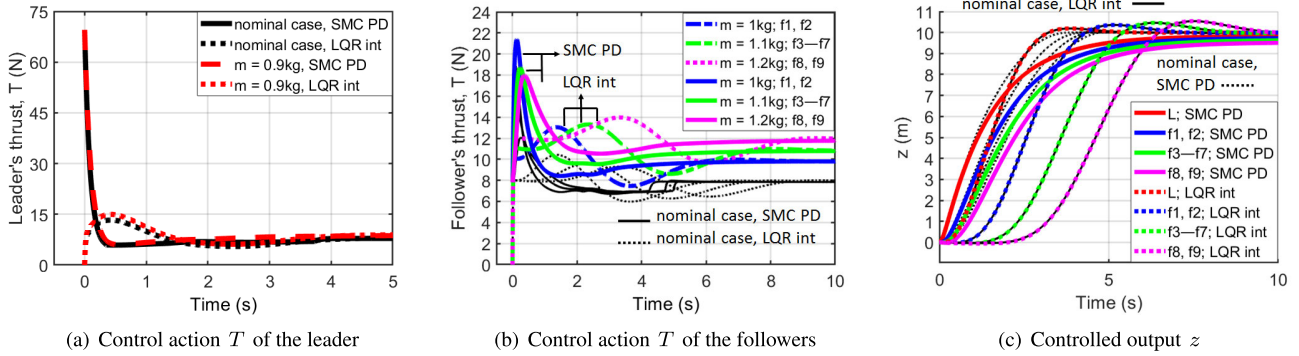 75
60
45
30
15
0
Leader's thrust, T (N)
nominal case, SMC PD
nominal case, LQR int
m = 0.9kg, SMC PD
m = 0.9kg, LQR int
0 1 2 3 4 5
Time (s)
(a) Control action T of the leader
24
22
20
18
16
14
12
10
8
6
4
2
0
Follower's thrust, T (N)
SMC PD
LQR int
m = 1kg; f1, f2
m = 1.1kg; f3—f7
m = 1.2kg; f8, f9
m = 1kg; f1, f2
m = 1.1kg; f3—f7
m = 1.2kg; f8, f9
nominal case, SMC PD
nominal case, LQR int
0 2 4 6 8 10
Time (s)
(b) Control action T of the followers
nominal case, LQR int
11
10
9
8
7
6
5
4
3
2
1
0
z (m)
nominal case,
SMC PD
L; SMC PD
f1, f2; SMC PD
f3—f7; SMC PD
f8, f9; SMC PD
L; LQR int
f1, f2; LQR int
f3—f7; LQR int
f8, f9; LQR int
0 5 10
Time (s)
(c) Controlled output z